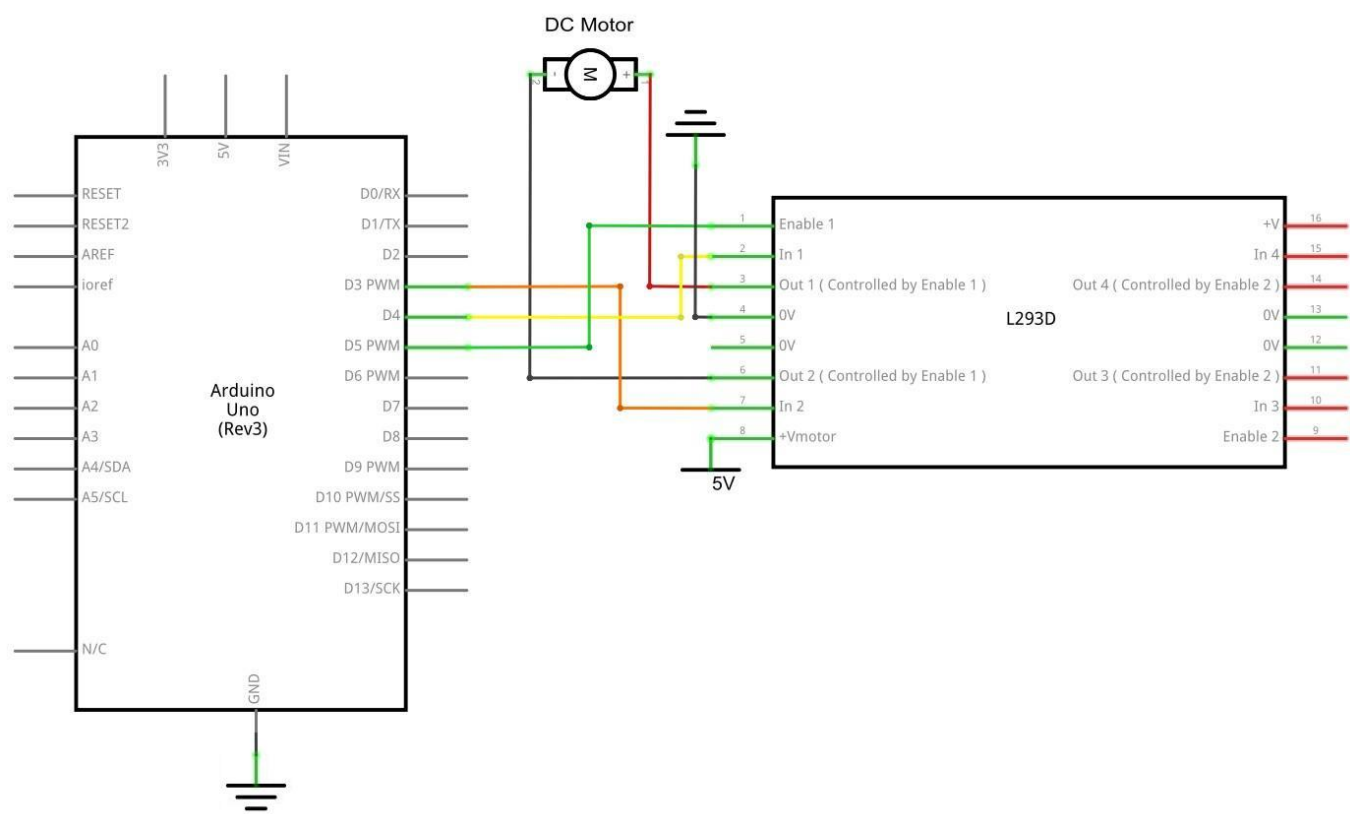 DC Motor
2 - M + 1
3V3 5V VIN
RESET
RESET2
AREF
ioref
A0
A1
A2
A3
A4/SDA
A5/SCL
N/C
D0/RX
D1/TX
D2
D3 PWM
D4
D5 PWM
D6 PWM
D7
D8
D9 PWM
D10 PWM/SS
D11 PWM/MOSI
D12/MISO
D13/SCK
Arduino
Uno
(Rev3)
GND
1 Enable 1
2 In 1
3 Out 1 ( Controlled by Enable 1 )
4 0V
5 0V
6 Out 2 ( Controlled by Enable 1 )
7 In 2
8 +Vmotor
5V
L293D
+V 16
In 4 15
Out 4 ( Controlled by Enable 2 ) 14
0V 13
0V 12
Out 3 ( Controlled by Enable 2 ) 11
In 3 10
Enable 2 9